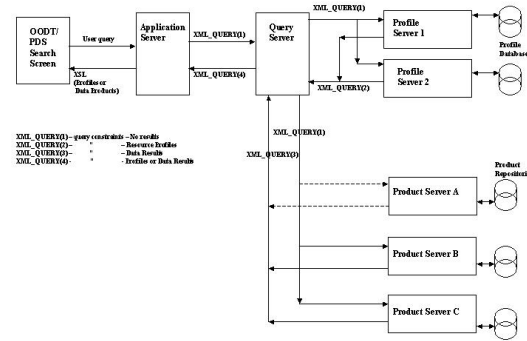 OODT/
PDS
Search
Screen
User query
XSL
(Profiles or
Data Products)
Application
Server
XML_QUERY(1)
XML_QUERY(4)
Query
Server
XML_QUERY(1)
XML_QUERY(2)
Profile
Server 1
Profile
Server 2
Profile
Database
XML_QUERY(1) – query constraints – No results
XML_QUERY(2) – " – Resource Profiles
XML_QUERY(3) – " – Data Results
XML_QUERY(4) - " - Profiles or Data Results
XML_QUERY(1)
XML_QUERY(3)
Product Server A
Product
Repositori
Product Server B
Product Server C